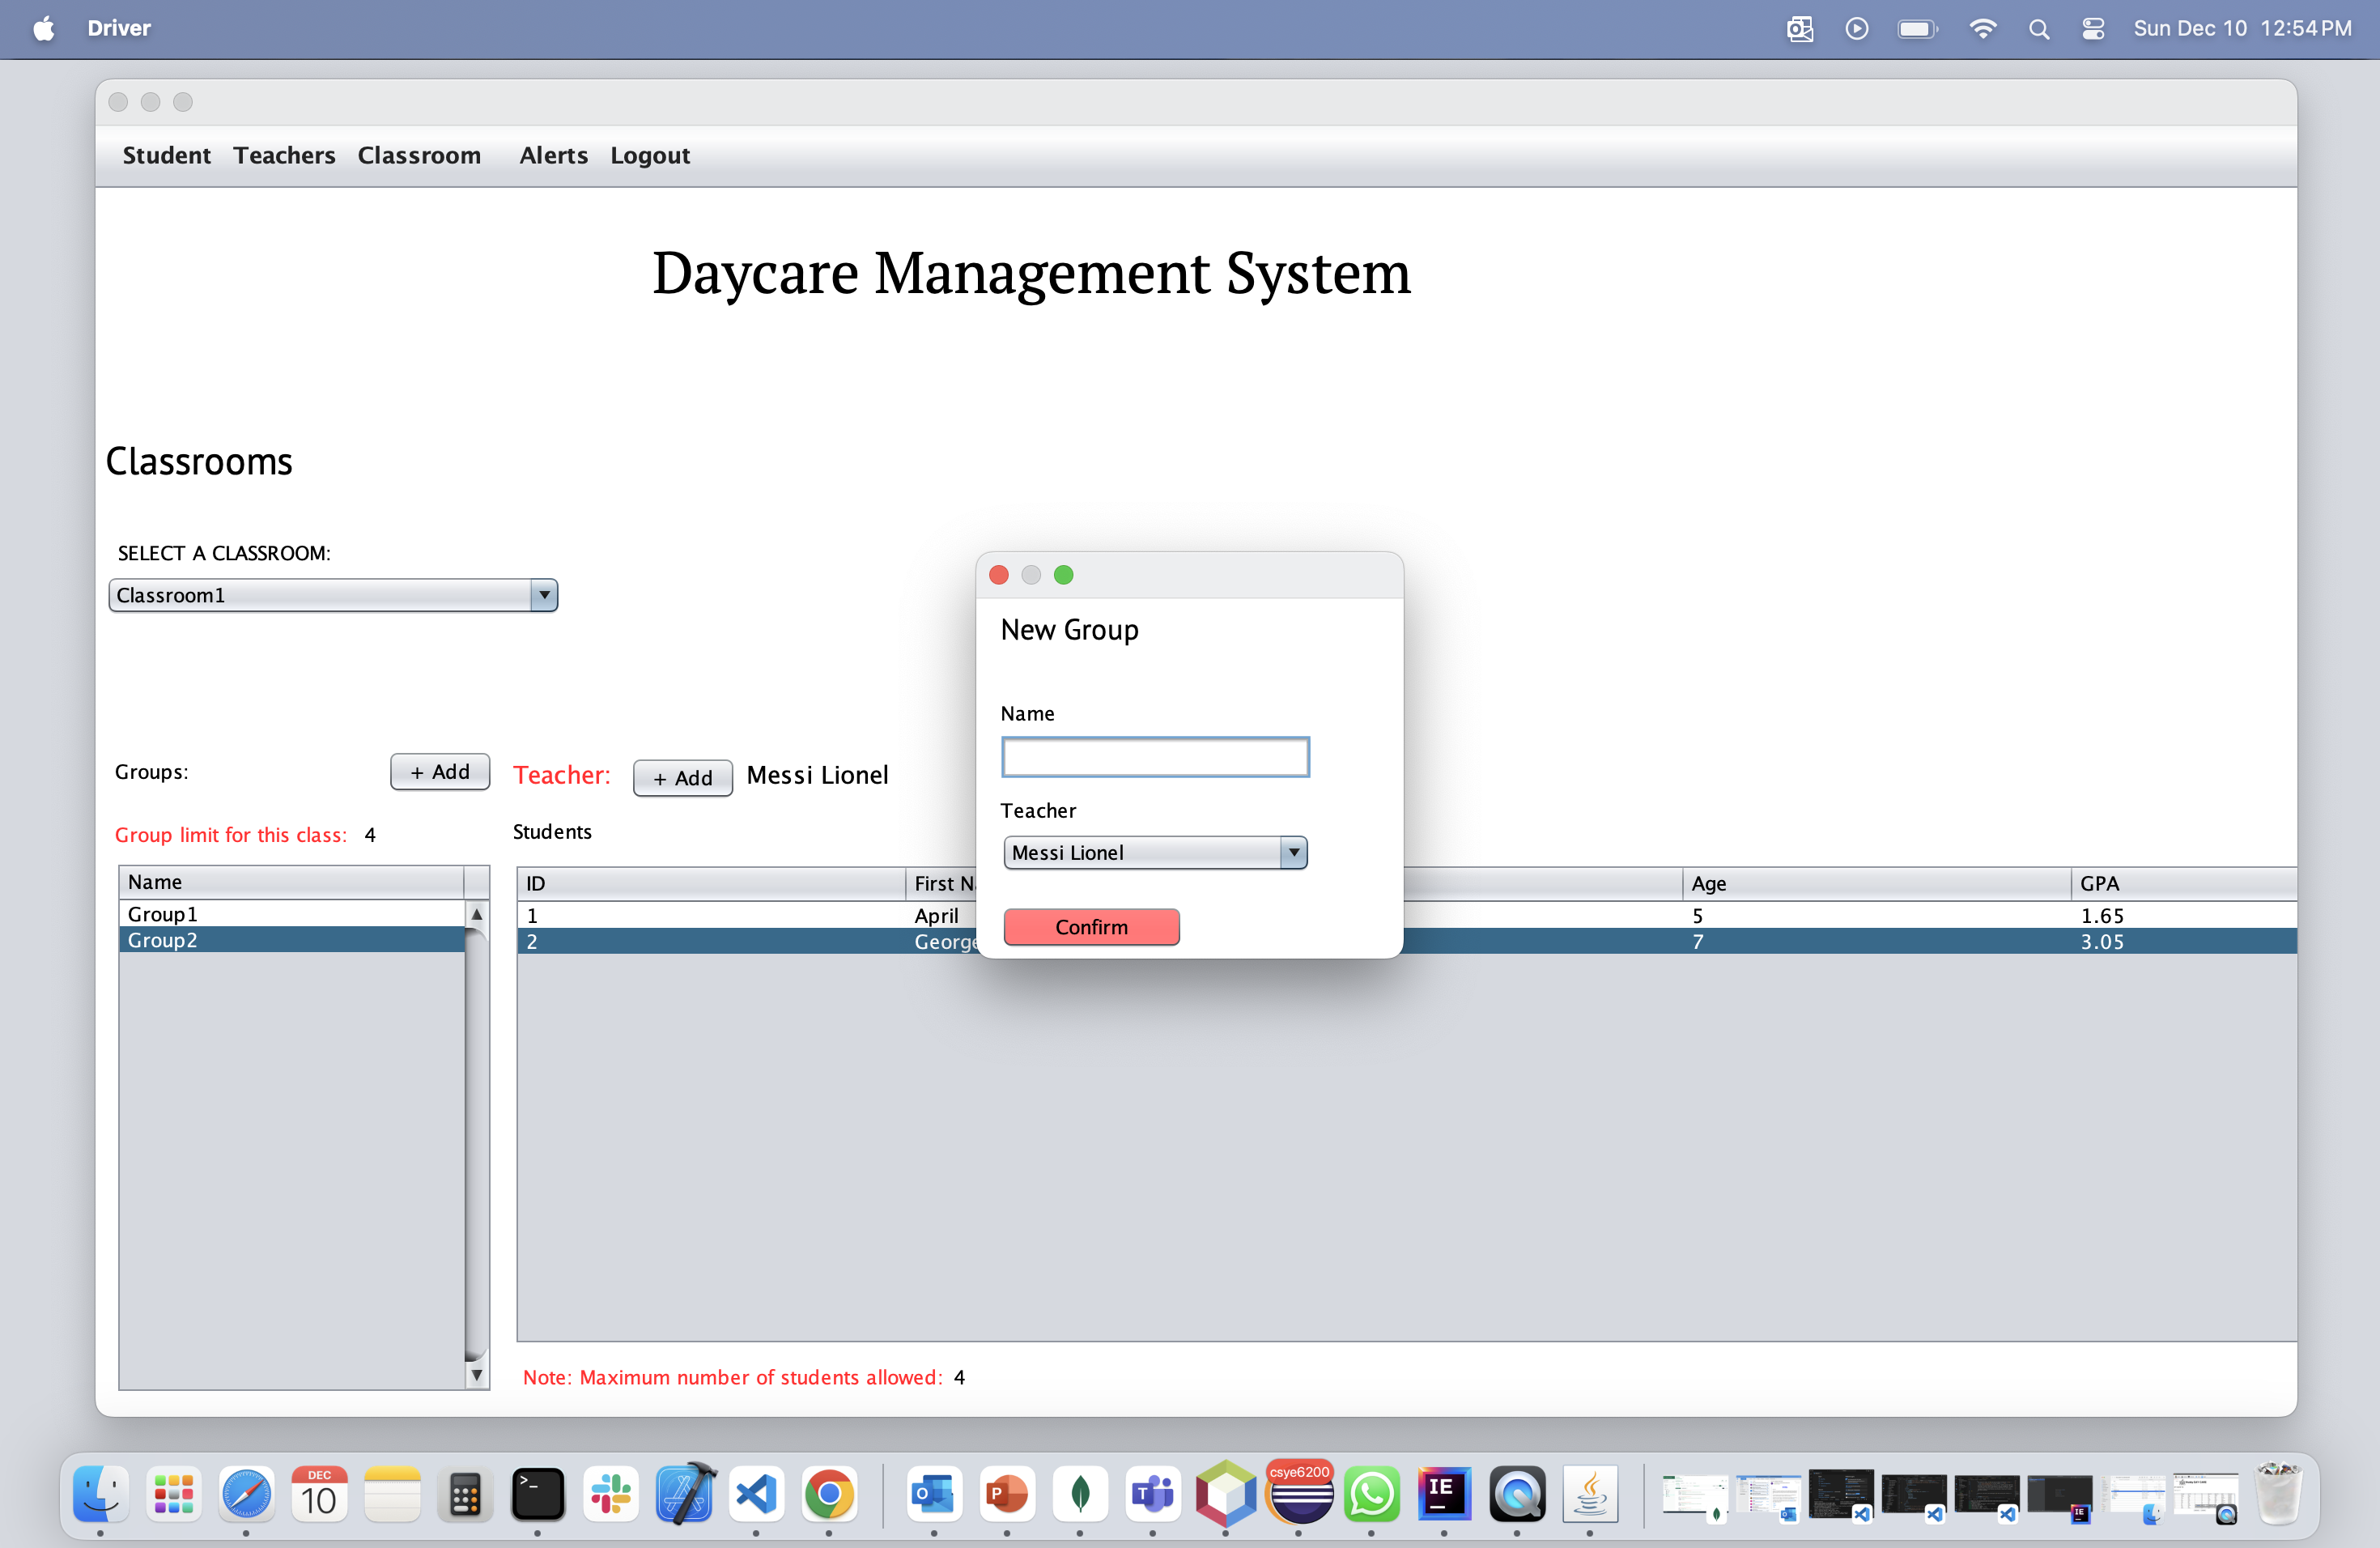 Driver
Sun Dec 10 12:54 PM
Student Teachers Classroom Alerts Logout
Daycare Management System
Classrooms
SELECT A CLASSROOM:
Classroom1
New Group
Name
Teacher
Messi Lionel
Confirm
Groups: + Add Teacher: + Add Messi Lionel
Group limit for this class: 4
Students
Name
Group1
Group2
ID First N Age GPA
1 April 5 1.65
2 George 7 3.05
Note: Maximum number of students allowed: 4
DEC
10
csye6200
IE